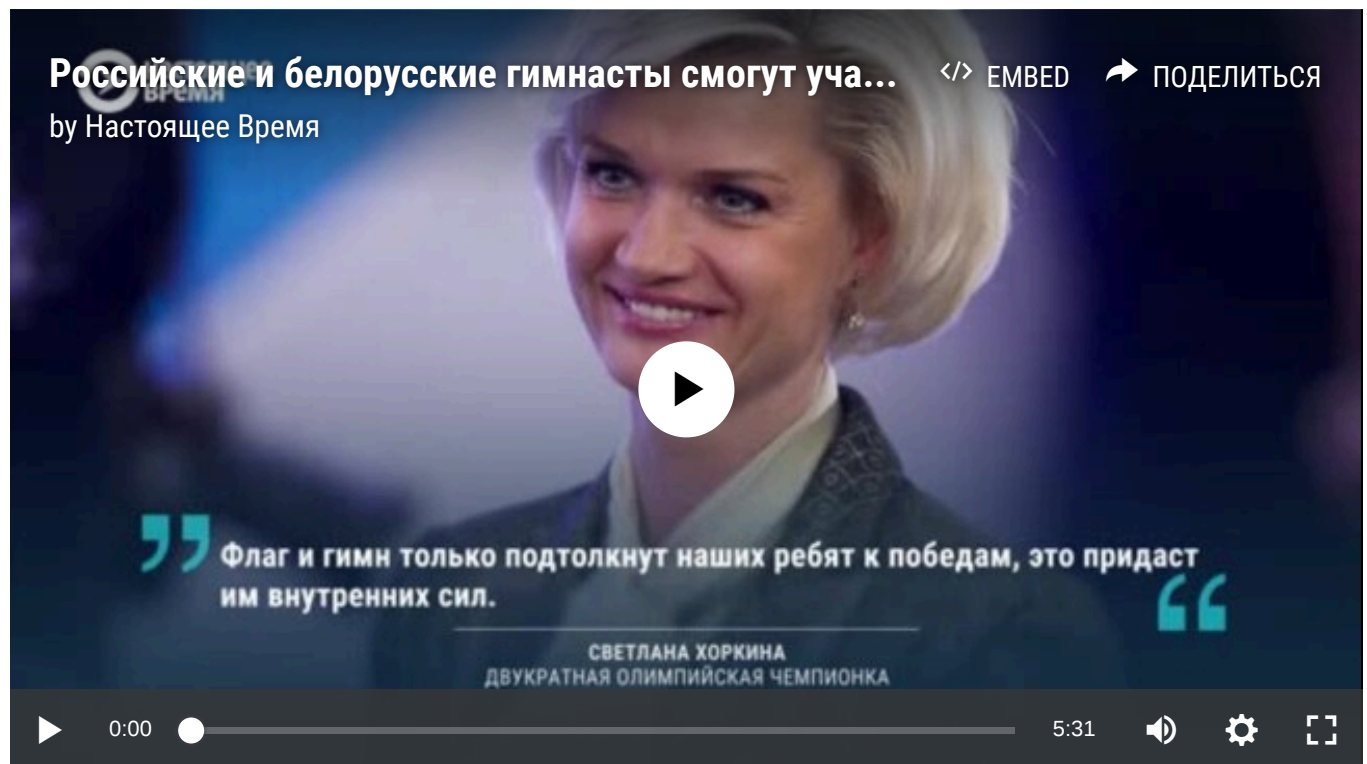 Российские и белорусские гимнасты смогут уча...
EMBED
ПОДЕЛИТЬСЯ
by Настоящее Время
ВРЕМЯ
Флаг и гимн только подтолкнут наших ребят к победам, это придаст
им внутренних сил.
СВЕТЛАНА ХОРКИНА
ДВУКРАТНАЯ ОЛИМПИЙСКАЯ ЧЕМПИОНКА
0:00
5:31